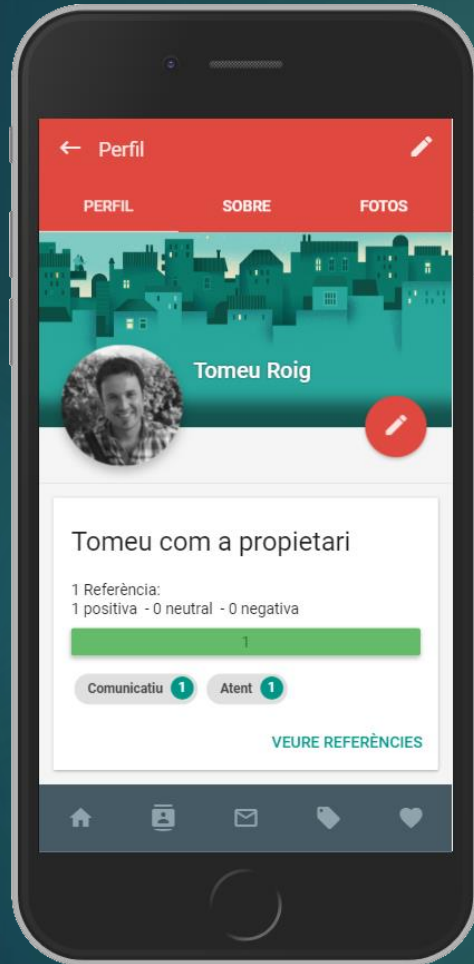 Perfil
PERFIL SOBRE FOTOS
Tomeu Roig
Tomeu com a propietari
1 Referència:
1 positiva - 0 neutral - 0 negativa
1
Comunicatiu 1 Atent 1
VEURE REFERÈNCIES